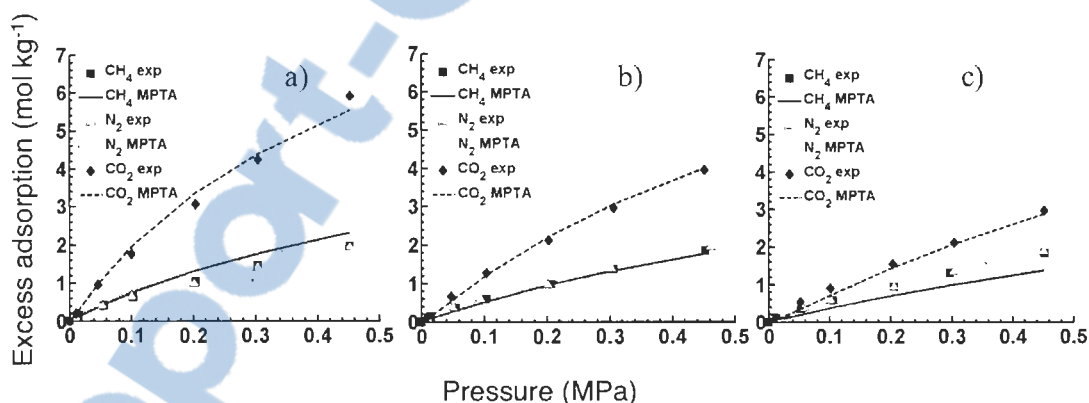 Excess adsorption (mol kg⁻¹)
7
6
5
4
3
2
1
0
CH₄ exp
CH₄ MPTA
N₂ exp
N₂ MPTA
CO₂ exp
CO₂ MPTA
a)
0 0.1 0.2 0.3 0.4 0.5
7
6
5
4
3
2
1
0
CH₄ exp
CH₄ MPTA
N₂ exp
N₂ MPTA
CO₂ exp
CO₂ MPTA
b)
0 0.1 0.2 0.3 0.4 0.5
7
6
5
4
3
2
1
0
CH₄ exp
CH₄ MPTA
N₂ exp
N₂ MPTA
CO₂ exp
CO₂ MPTA
c)
0 0.1 0.2 0.3 0.4 0.5
Pressure (MPa)